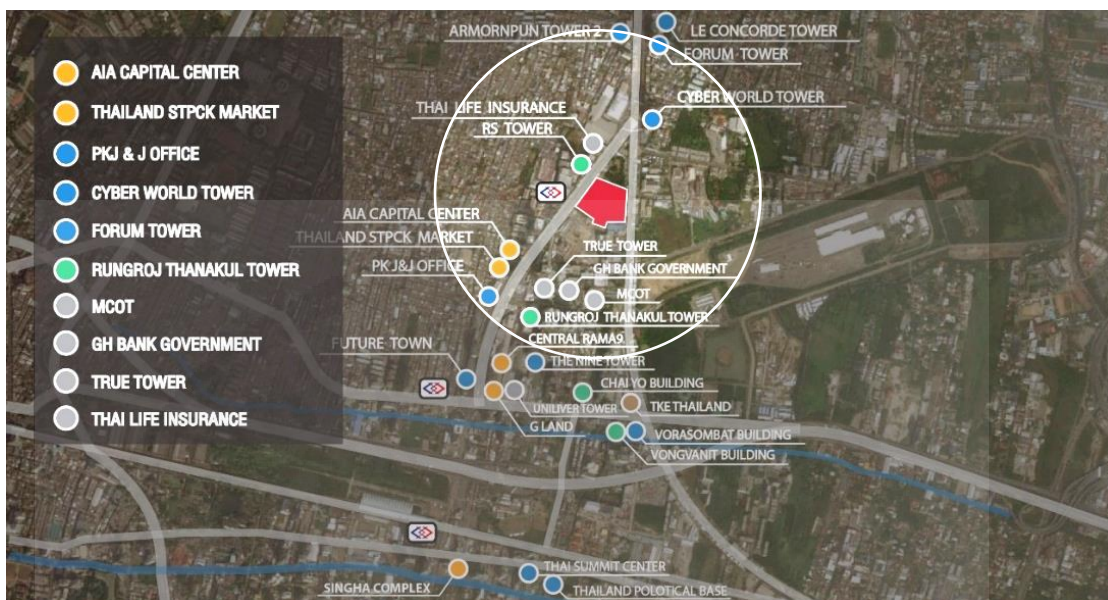 AIA CAPITAL CENTER
THAILAND STPCK MARKET
PKJ & J OFFICE
CYBER WORLD TOWER
FORUM TOWER
RUNGROJ THANAKUL TOWER
MCOT
GH BANK GOVERNMENT
TRUE TOWER
THAI LIFE INSURANCE
ARMORNPUN TOWER 2
LE CONCORDE TOWER
FORUM TOWER
CYBER WORLD TOWER
THAI LIFE INSURANCE
RS TOWER
AIA CAPITAL CENTER
THAILAND STPCK MARKET
PK J&J OFFICE
TRUE TOWER
GH BANK GOVERNMENT
MCOT
RUNGROJ THANAKUL TOWER
CENTRAL RAMA9
FUTURE TOWN
THE NINE TOWER
CHAI YO BUILDING
UNILIVER TOWER
TKE THAILAND
G LAND
VORASOMBAT BUILDING
VONGVANIT BUILDING
THAI SUMMIT CENTER
SINGHA COMPLEX
THAILAND POLOTICAL BASE